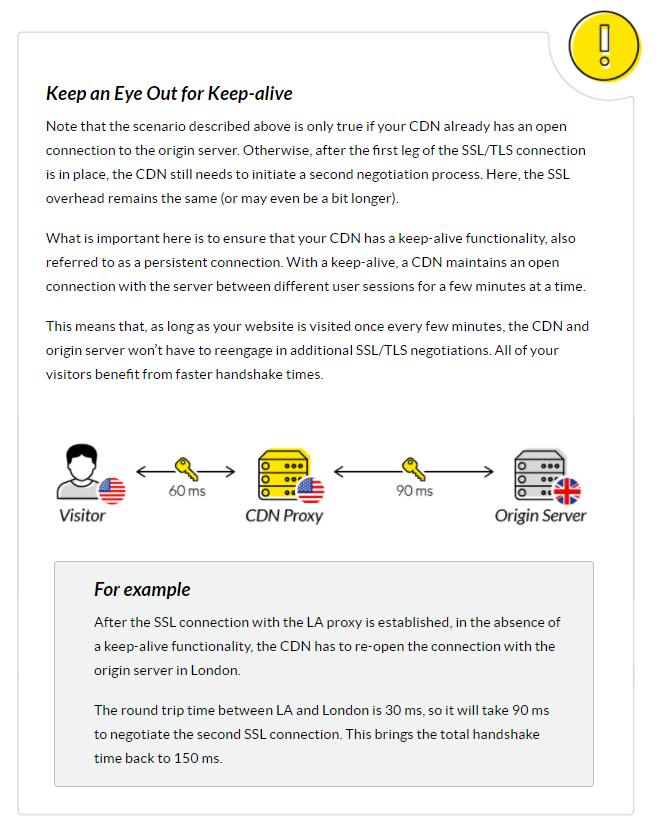 Keep an Eye Out for Keep-alive
Note that the scenario described above is only true if your CDN already has an open
connection to the origin server. Otherwise, after the first leg of the SSL/TLS connection
is in place, the CDN still needs to initiate a second negotiation process. Here, the SSL
overhead remains the same (or may even be a bit longer).
What is important here is to ensure that your CDN has a keep-alive functionality, also
referred to as a persistent connection. With a keep-alive, a CDN maintains an open
connection with the server between different user sessions for a few minutes at a time.
This means that, as long as your website is visited once every few minutes, the CDN and
origin server won't have to reengage in additional SSL/TLS negotiations. All of your
visitors benefit from faster handshake times.
60 ms
90 ms
Visitor
CDN Proxy
Origin Server
For example
After the SSL connection with the LA proxy is established, in the absence of
a keep-alive functionality, the CDN has to re-open the connection with the
origin server in London.
The round trip time between LA and London is 30 ms, so it will take 90 ms
to negotiate the second SSL connection. This brings the total handshake
time back to 150 ms.